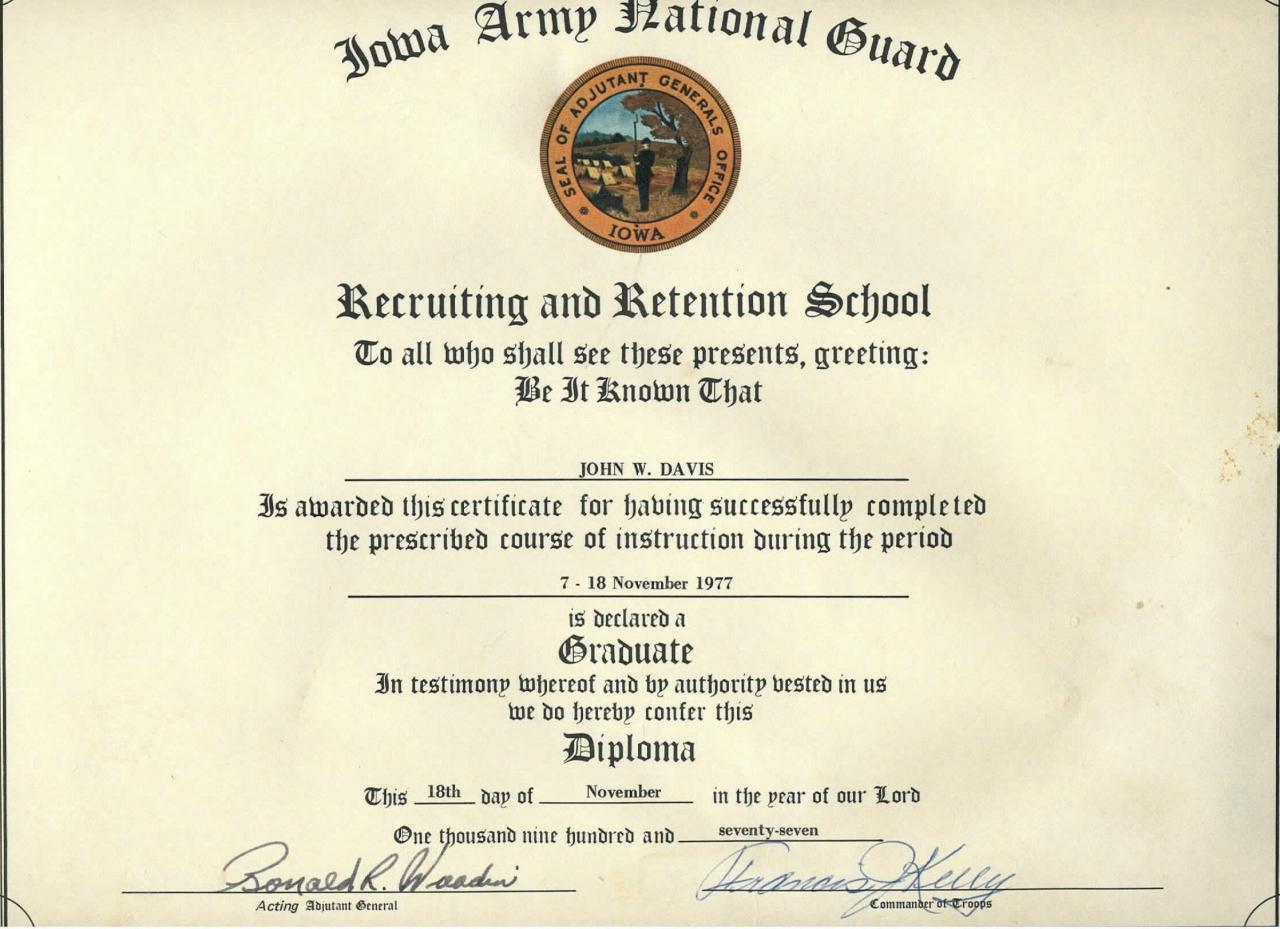 Iowa Army National Guard
SEAL OF ADJUTANT GENERALS OFFICE
IOWA
Recruiting and Retention School
To all who shall see these presents, greeting:
Be It Known That
JOHN W. DAVIS
Is awarded this certificate for having successfully completed
the prescribed course of instruction during the period
7 - 18 November 1977
is declared a
Graduate
In testimony whereof and by authority vested in us
we do hereby confer this
Diploma
This 18th day of November in the year of our Lord
One thousand nine hundred and seventy-seven
Ronald R. Woodin Francis J Kelly
Acting Adjutant General Commander of Troops